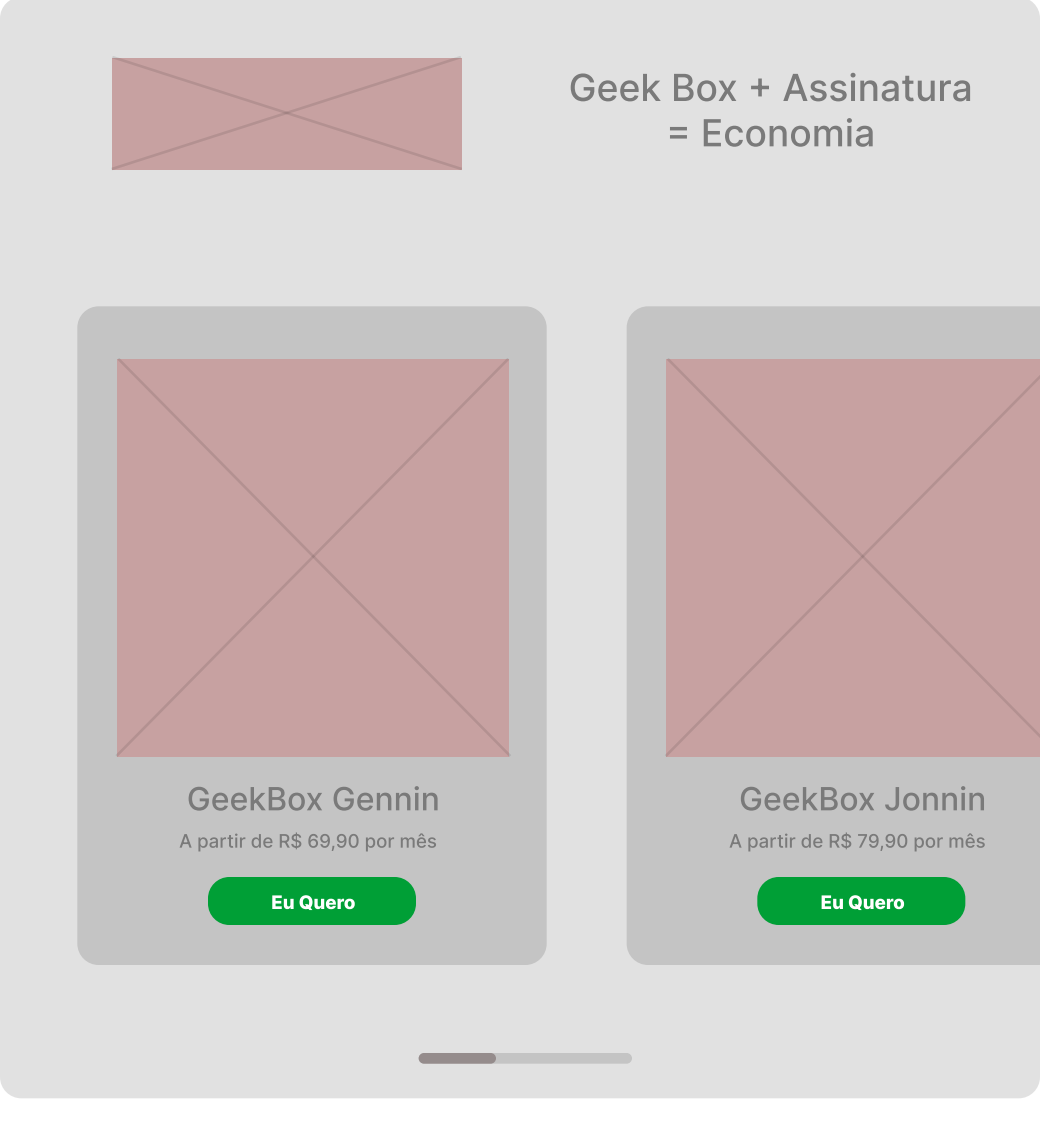 Geek Box + Assinatura
= Economia
GeekBox Gennin
A partir de R$ 69,90 por mês
Eu Quero
GeekBox Jonnin
A partir de R$ 79,90 por mês
Eu Quero